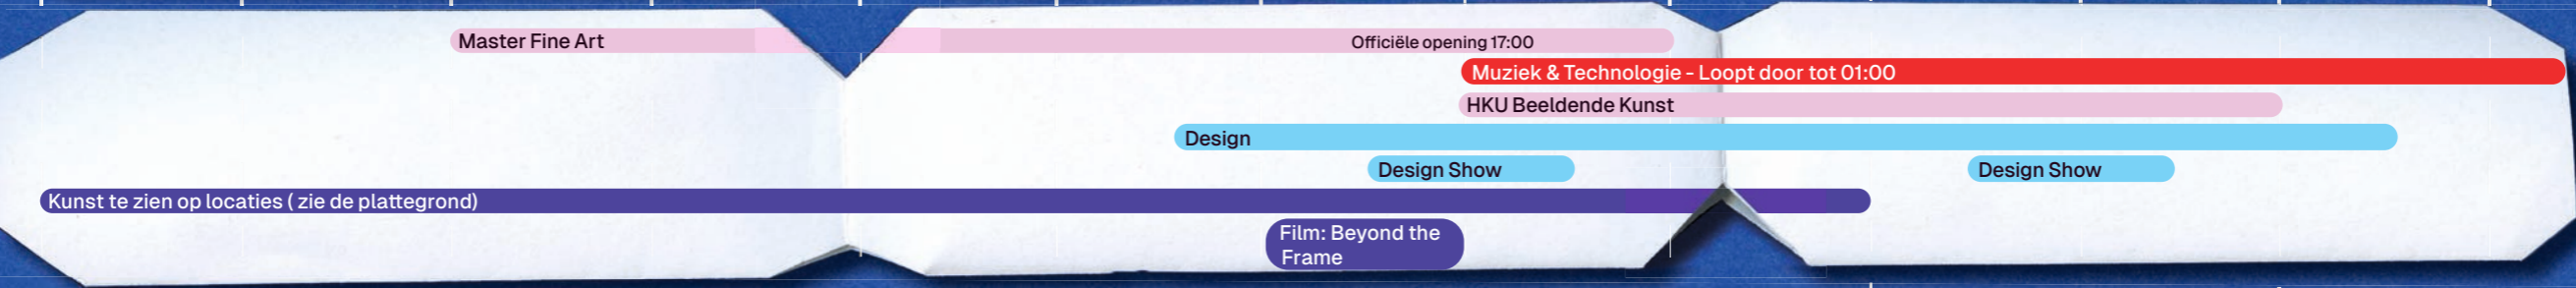 Master Fine Art
Officiële opening 17:00
Muziek & Technologie - Loopt door tot 01:00
HKU Beeldende Kunst
Design
Design Show
Design Show
Kunst te zien op locaties ( zie de plattegrond)
Film: Beyond the
Frame